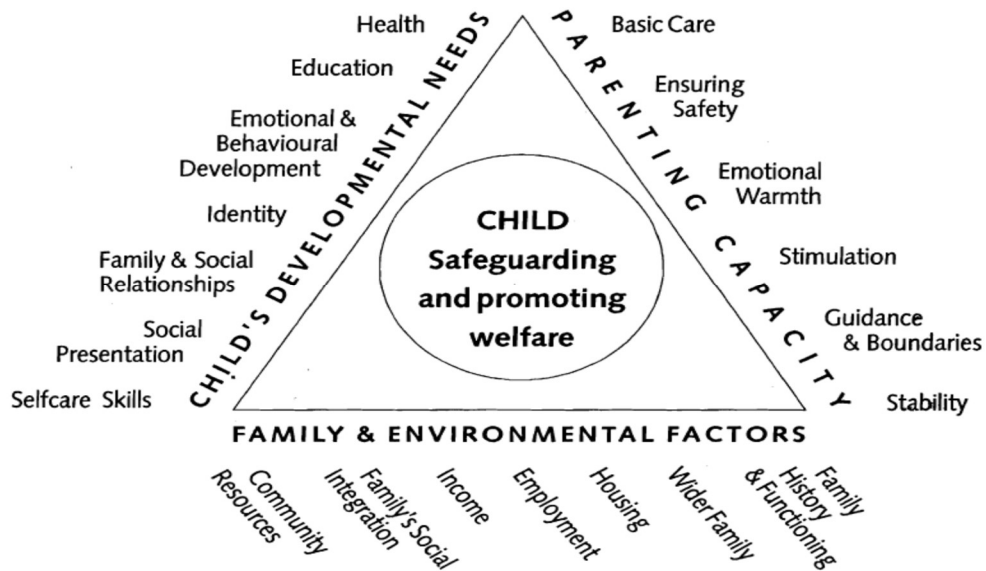 Health
Education
Emotional &
Behavioural
Development
Identity
Family & Social
Relationships
Social
Presentation
Selfcare Skills
CHILD'S DEVELOPMENTAL NEEDS
CHILD
Safeguarding
and promoting
welfare
PARENTING CAPACITY
Basic Care
Ensuring
Safety
Emotional
Warmth
Stimulation
Guidance
& Boundaries
Stability
FAMILY & ENVIRONMENTAL FACTORS
Community
Resources
Family's Social
Integration
Income
Employment
Housing
Wider Family
Family
History
& Functioning